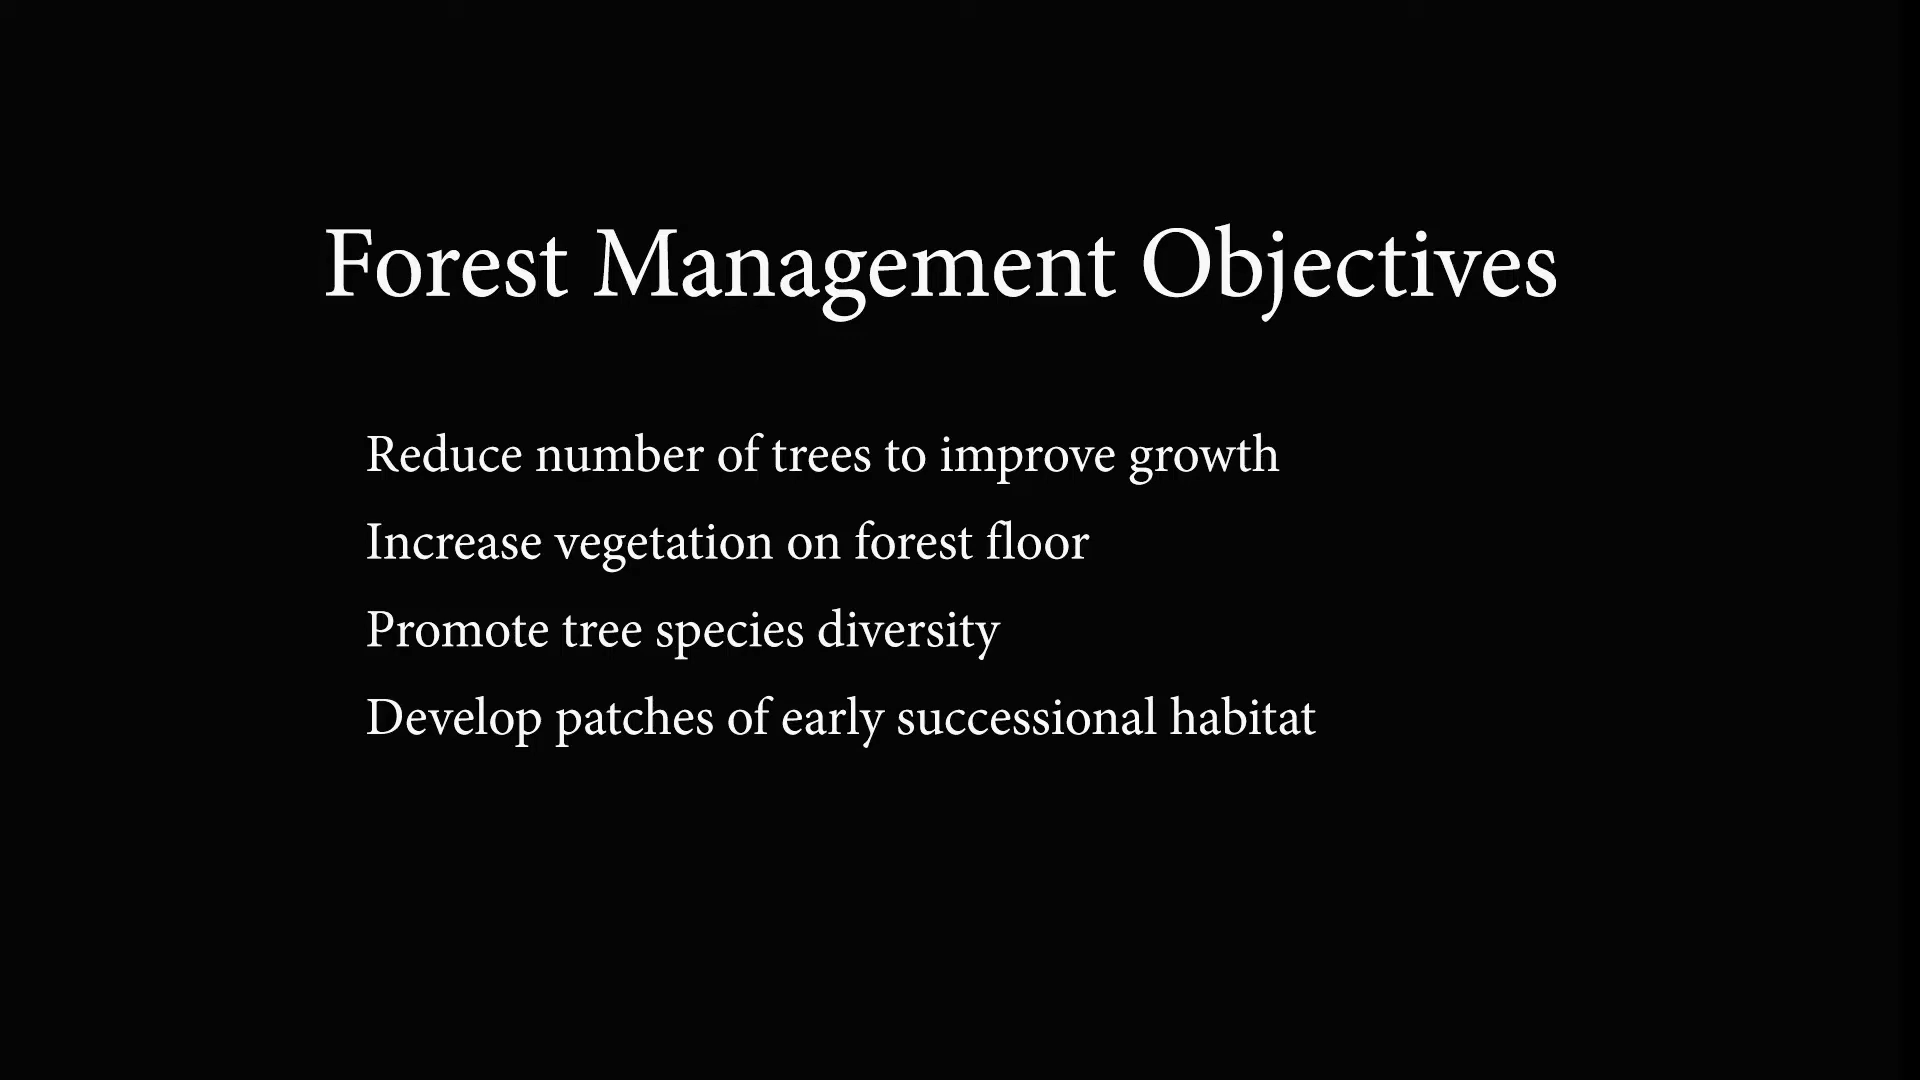 Forest Management Objectives
Reduce number of trees to improve growth
Increase vegetation on forest floor
Promote tree species diversity
Develop patches of early successional habitat